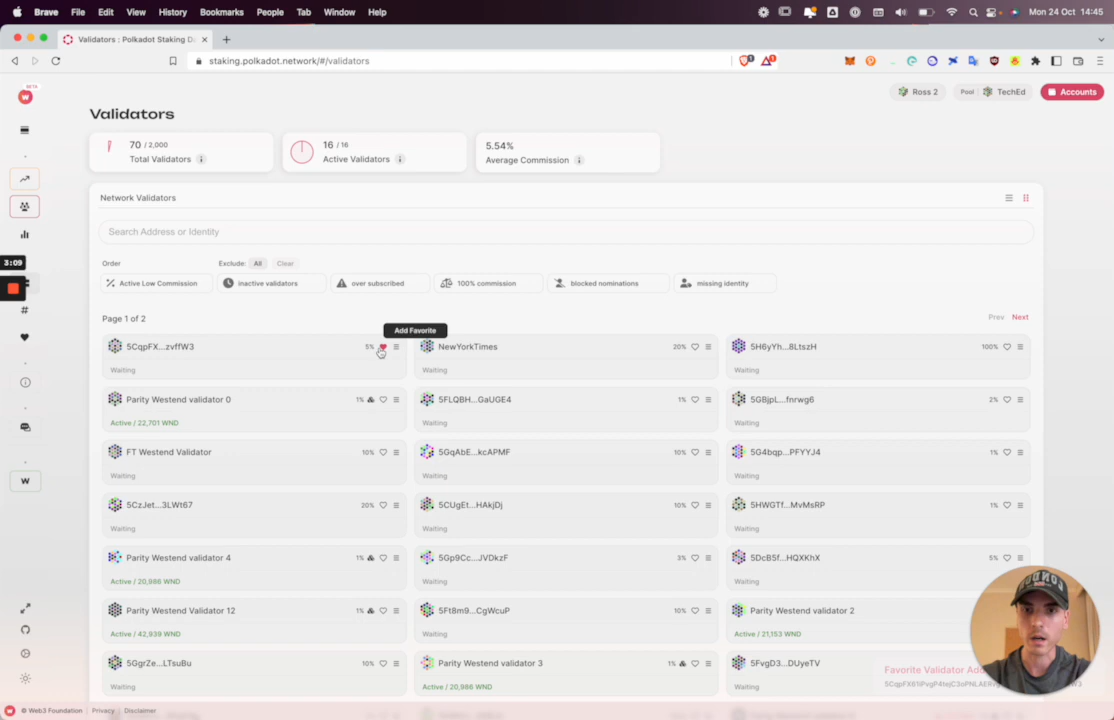 Brave File Edit View History Bookmarks People Tab Window Help Mon 24 Oct 14:45
Validators : Polkadot Staking Da
staking.polkadot.network/#/validators
BETA
Ross 2 Pool TechEd Accounts
Validators
70 / 2,000
Total Validators
16 / 16
Active Validators
5.54%
Average Commission
Network Validators
Search Address or Identity
3:09
Order Exclude: All Clear
Active Low Commission inactive validators over subscribed 100% commission blocked nominations missing identity
Page 1 of 2 Prev Next
Add Favorite
5CqpFX...zvffW3 5% NewYorkTimes 20% 5H6yYh...8LtszH 100%
Waiting Waiting Waiting
Parity Westend validator 0 1% 5FLQBH...GaUGE4 1% 5GBjpL...fnrwg6 2%
Active / 22,701 WND Waiting Waiting
FT Westend Validator 10% 5GqAbE...kcAPMF 10% 5G4bqp...PFYYJ4 1%
Waiting Waiting Waiting
5CzJet...3LWt67 20% 5CUgEt...HAkjDj 10% 5HWGTf...MvMsRP 1%
Waiting Waiting Waiting
Parity Westend validator 4 1% 5Gp9Cc...JVDkzF 3% 5DcB5f...HQXKhX 5%
Active / 20,986 WND Waiting Waiting
Parity Westend Validator 12 1% 5Ft8m9...CgWcuP 10% Parity Westend validator 2
Active / 42,939 WND Waiting Active / 21,153 WND
5GgrZe...LTsuBu 10% Parity Westend validator 3 1% 5FvgD3...DUyeTV
Waiting Active / 20,986 WND Waiting
Favorite Validator Add
W
© Web3 Foundation Privacy Disclaimer